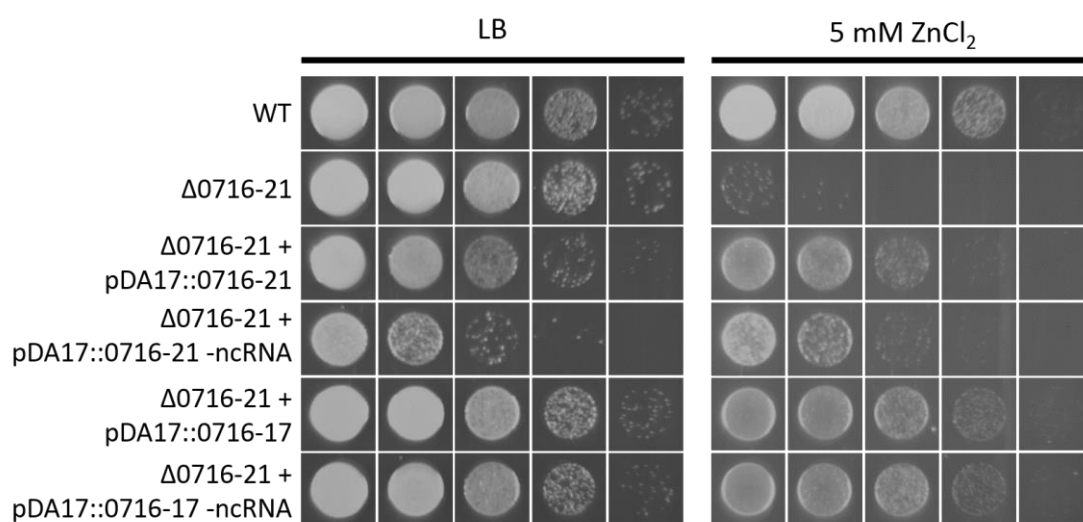 LB
5 mM ZnCl₂
WT
Δ0716-21
Δ0716-21 +
pDA17::0716-21
Δ0716-21 +
pDA17::0716-21 -ncRNA
Δ0716-21 +
pDA17::0716-17
Δ0716-21 +
pDA17::0716-17 -ncRNA